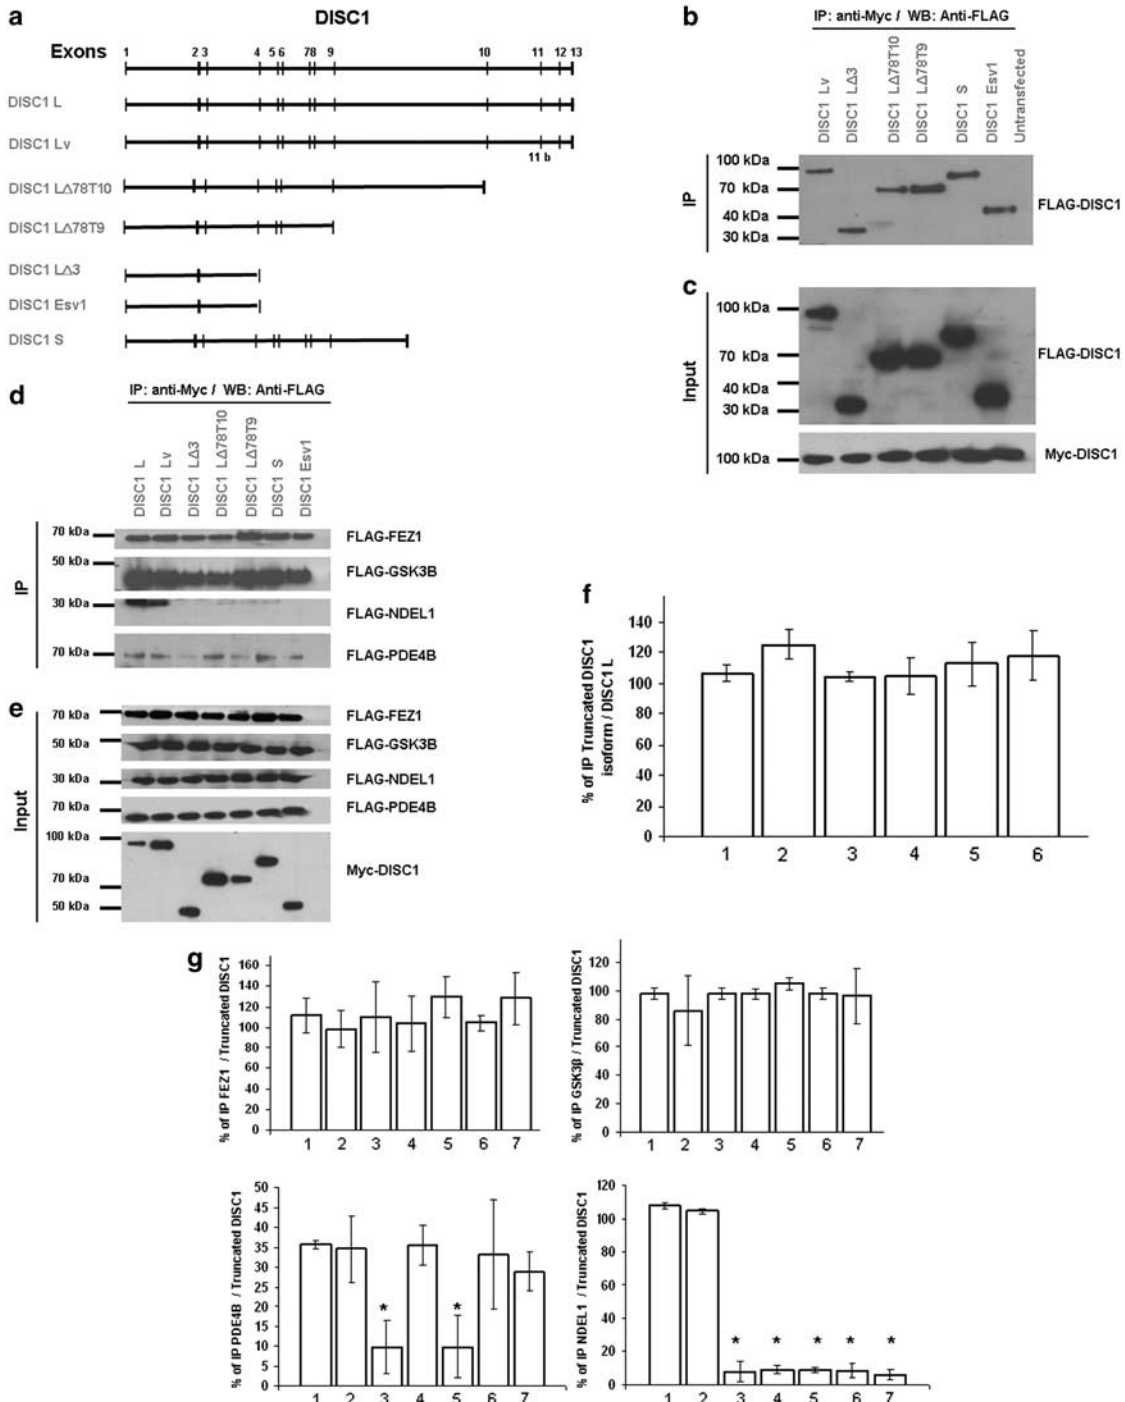 a
DISC1
Exons
1 2 3 4 5 6 7 8 9 10 11 12 13
DISC1 L
DISC1 Lv
11 b
DISC1 LΔ78T10
DISC1 LΔ78T9
DISC1 LΔ3
DISC1 Esv1
DISC1 S
b
IP: anti-Myc / WB: Anti-FLAG
DISC1 Lv
DISC1 LΔ3
DISC1 LΔ78T10
DISC1 LΔ78T9
DISC1 S
DISC1 Esv1
Untransfected
IP
100 kDa
70 kDa
40 kDa
30 kDa
FLAG-DISC1
c
Input
100 kDa
70 kDa
40 kDa
30 kDa
FLAG-DISC1
100 kDa
Myc-DISC1
d
IP: anti-Myc / WB: Anti-FLAG
DISC1 L
DISC1 Lv
DISC1 LΔ3
DISC1 LΔ78T10
DISC1 LΔ78T9
DISC1 S
DISC1 Esv1
IP
70 kDa
FLAG-FEZ1
50 kDa
FLAG-GSK3B
30 kDa
FLAG-NDEL1
70 kDa
FLAG-PDE4B
e
Input
70 kDa
FLAG-FEZ1
50 kDa
FLAG-GSK3B
30 kDa
FLAG-NDEL1
70 kDa
FLAG-PDE4B
100 kDa
70 kDa
50 kDa
Myc-DISC1
f
% of IP Truncated DISC1
isoform / DISC1 L
140
120
100
80
60
40
20
0
1 2 3 4 5 6
g
% of IP FEZ1 / Truncated DISC1
160
140
120
100
80
60
40
20
0
1 2 3 4 5 6 7
% of IP GSK3β / Truncated DISC1
120
100
80
60
40
20
0
1 2 3 4 5 6 7
% of IP PDE4B / Truncated DISC1
50
45
40
35
30
25
20
15
10
5
0
* *
1 2 3 4 5 6 7
% of IP NDEL1 / Truncated DISC1
120
100
80
60
40
20
0
* * * * *
1 2 3 4 5 6 7